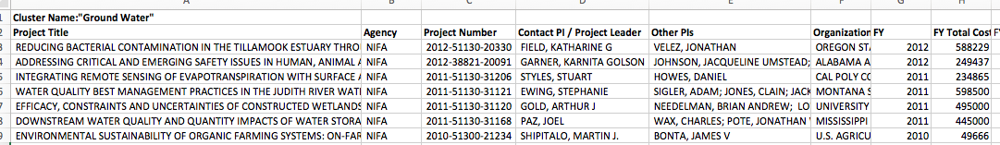 A B C D E F G H
1 Cluster Name:"Ground Water"
2 Project Title Agency Project Number Contact PI / Project Leader Other PIs Organization FY FY Total Cost
3 REDUCING BACTERIAL CONTAMINATION IN THE TILLAMOOK ESTUARY THRO NIFA 2012-51130-20330 FIELD, KATHARINE G VELEZ, JONATHAN OREGON STA 2012 588229
4 ADDRESSING CRITICAL AND EMERGING SAFETY ISSUES IN HUMAN, ANIMAL NIFA 2012-38821-20091 GARNER, KARNITA GOLSON JOHNSON, JACQUELINE UMSTEAD; ALABAMA A 2012 249437
5 INTEGRATING REMOTE SENSING OF EVAPOTRANSPIRATION WITH SURFACE NIFA 2011-51130-31206 STYLES, STUART HOWES, DANIEL CAL POLY CO 2011 234865
6 WATER QUALITY BEST MANAGEMENT PRACTICES IN THE JUDITH RIVER WAT NIFA 2011-51130-31121 EWING, STEPHANIE SIGLER, ADAM; JONES, CLAIN; JACK MONTANA S 2011 598500
7 EFFICACY, CONSTRAINTS AND UNCERTAINTIES OF CONSTRUCTED WETLANDS NIFA 2011-51130-31120 GOLD, ARTHUR J NEEDELMAN, BRIAN ANDREW; LO UNIVERSITY 2011 495000
8 DOWNSTREAM WATER QUALITY AND QUANTITY IMPACTS OF WATER STORA NIFA 2011-51130-31168 PAZ, JOEL WAX, CHARLES; POTE, JONATHAN MISSISSIPPI 2011 445000
9 ENVIRONMENTAL SUSTAINABILITY OF ORGANIC FARMING SYSTEMS: ON-FAR NIFA 2010-51300-21234 SHIPITALO, MARTIN J. BONTA, JAMES V U.S. AGRICU 2010 49666